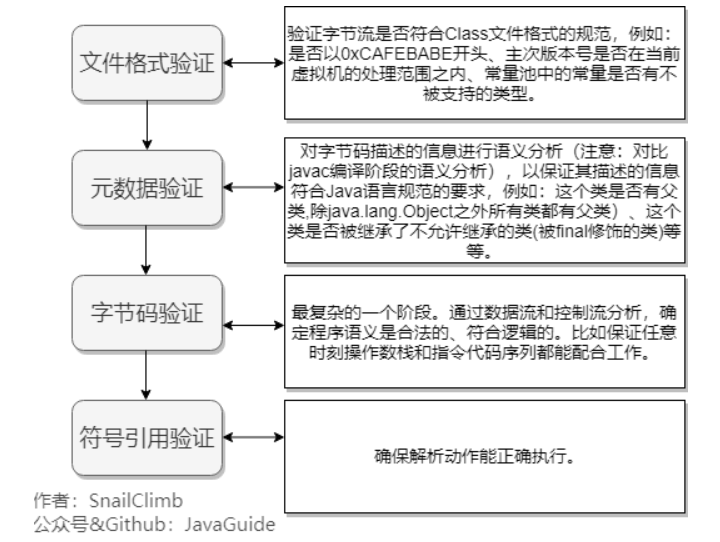 文件格式验证
验证字节流是否符合Class文件格式的规范，例如：
是否以0xCAFEBABE开头、主次版本号是否在当前
虚拟机的处理范围之内、常量池中的常量是否有不
被支持的类型。
元数据验证
对字节码描述的信息进行语义分析（注意：对比
javac编译阶段的语义分析），以保证其描述的信息
符合Java语言规范的要求，例如：这个类是否有父
类,除java.lang.Object之外所有类都有父类）、这个
类是否被继承了不允许继承的类(被final修饰的类)等
等。
字节码验证
最复杂的一个阶段。通过数据流和控制流分析，确
定程序语义是合法的、符合逻辑的。比如保证任意
时刻操作数栈和指令代码序列都能配合工作。
符号引用验证
确保解析动作能正确执行。
作者：SnailClimb
公众号&Github：JavaGuide